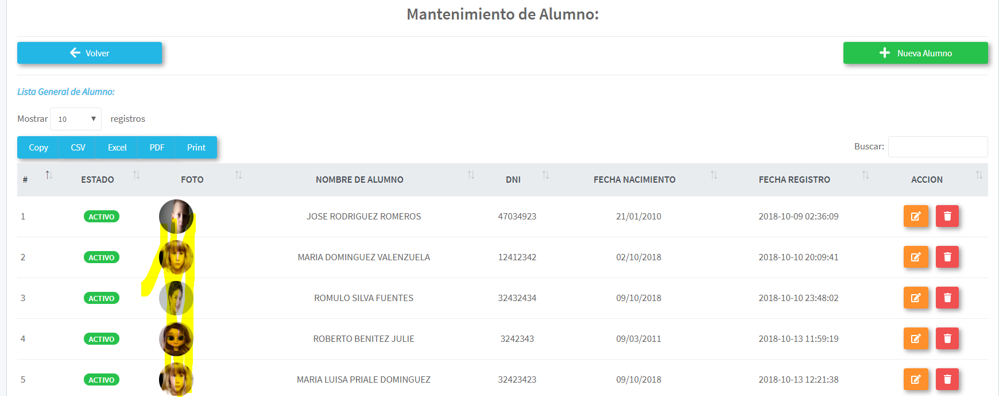 Mantenimiento de Alumno:
Volver
Nueva Alumno
Lista General de Alumno:
Mostrar 10 registros
Copy CSV Excel PDF Print
Buscar:
# ESTADO FOTO NOMBRE DE ALUMNO DNI FECHA NACIMIENTO FECHA REGISTRO ACCION
1 ACTIVO JOSE RODRIGUEZ ROMEROS 47034923 21/01/2010 2018-10-09 02:36:09
2 ACTIVO MARIA DOMINGUEZ VALENZUELA 12412342 02/10/2018 2018-10-10 20:09:41
3 ACTIVO ROMULO SILVA FUENTES 32432434 09/10/2018 2018-10-10 23:48:02
4 ACTIVO ROBERTO BENITEZ JULIE 3242343 09/03/2011 2018-10-13 11:59:19
5 ACTIVO MARIA LUISA PRIALE DOMINGUEZ 32423423 09/10/2018 2018-10-13 12:21:38